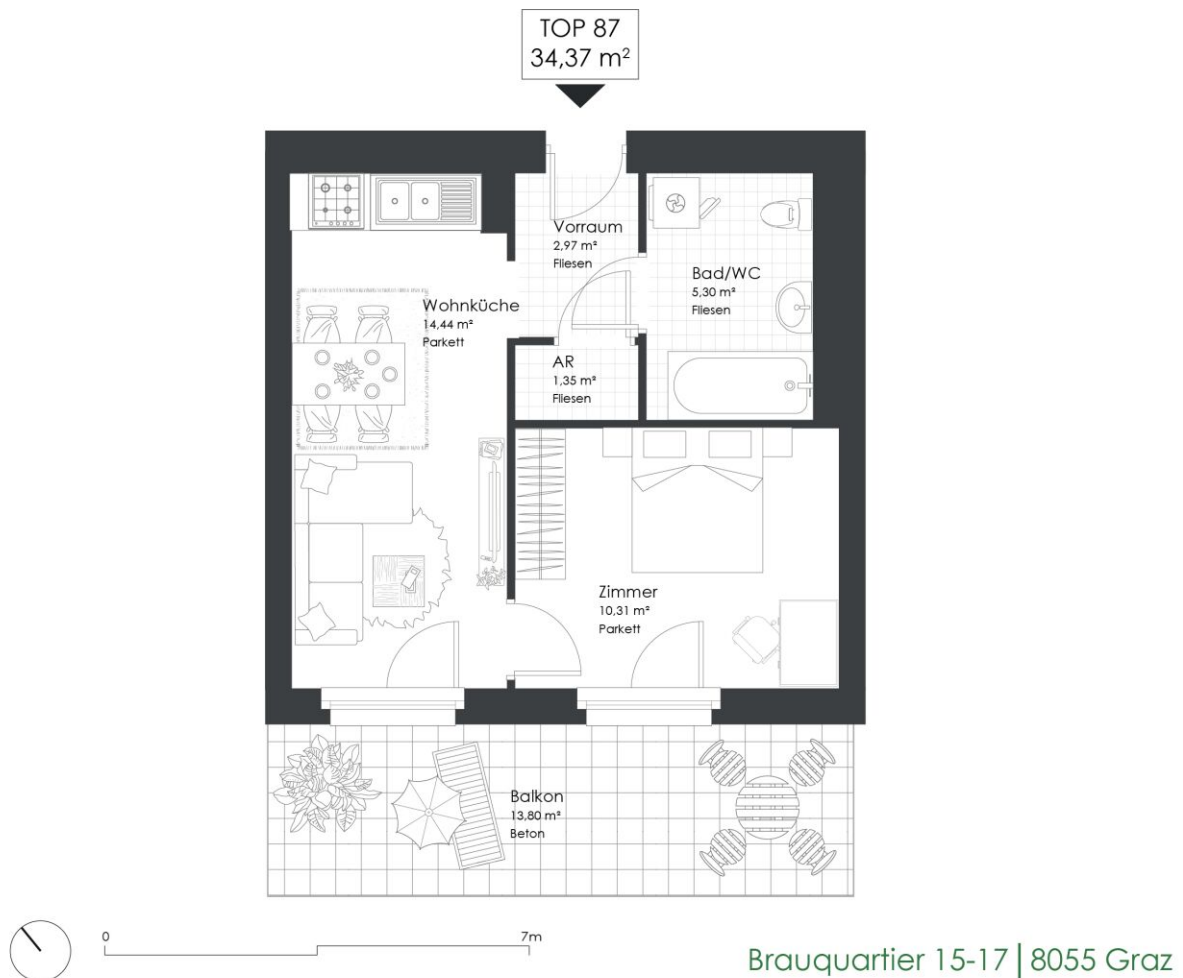 TOP 87
34,37 m²
Vorraum
2,97 m²
Fliesen
Bad/WC
5,30 m²
Fliesen
Wohnküche
14,44 m²
Parkett
AR
1,35 m²
Fliesen
Zimmer
10,31 m²
Parkett
Balkon
13,80 m²
Beton
0 7m
Brauquartier 15-17 | 8055 Graz